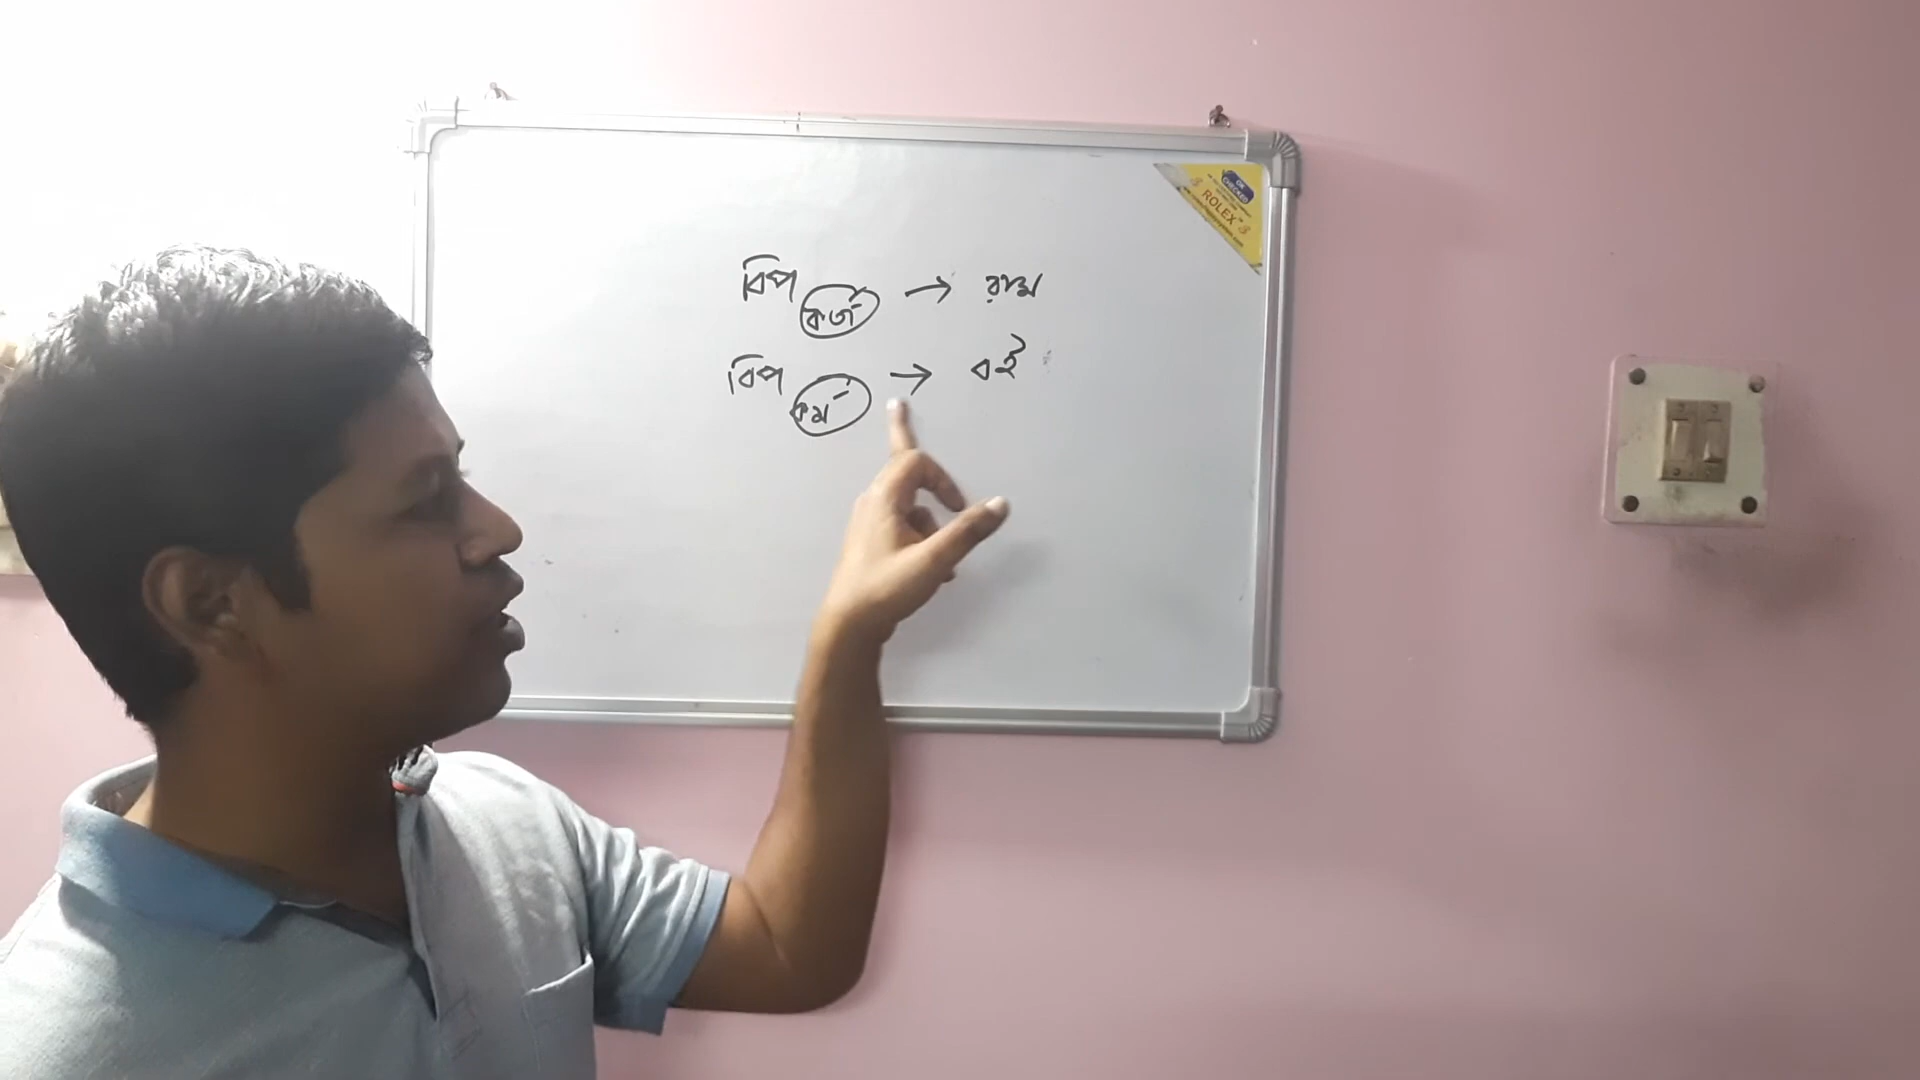 বিপ কর্তা → রাম
বিপ কর্ম → বই
ROLEX